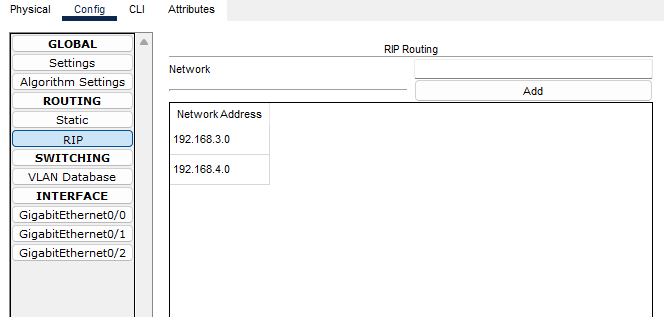 Physical Config CLI Attributes
GLOBAL
Settings
Algorithm Settings
ROUTING
Static
RIP
SWITCHING
VLAN Database
INTERFACE
GigabitEthernet0/0
GigabitEthernet0/1
GigabitEthernet0/2
RIP Routing
Network
Add
Network Address
192.168.3.0
192.168.4.0